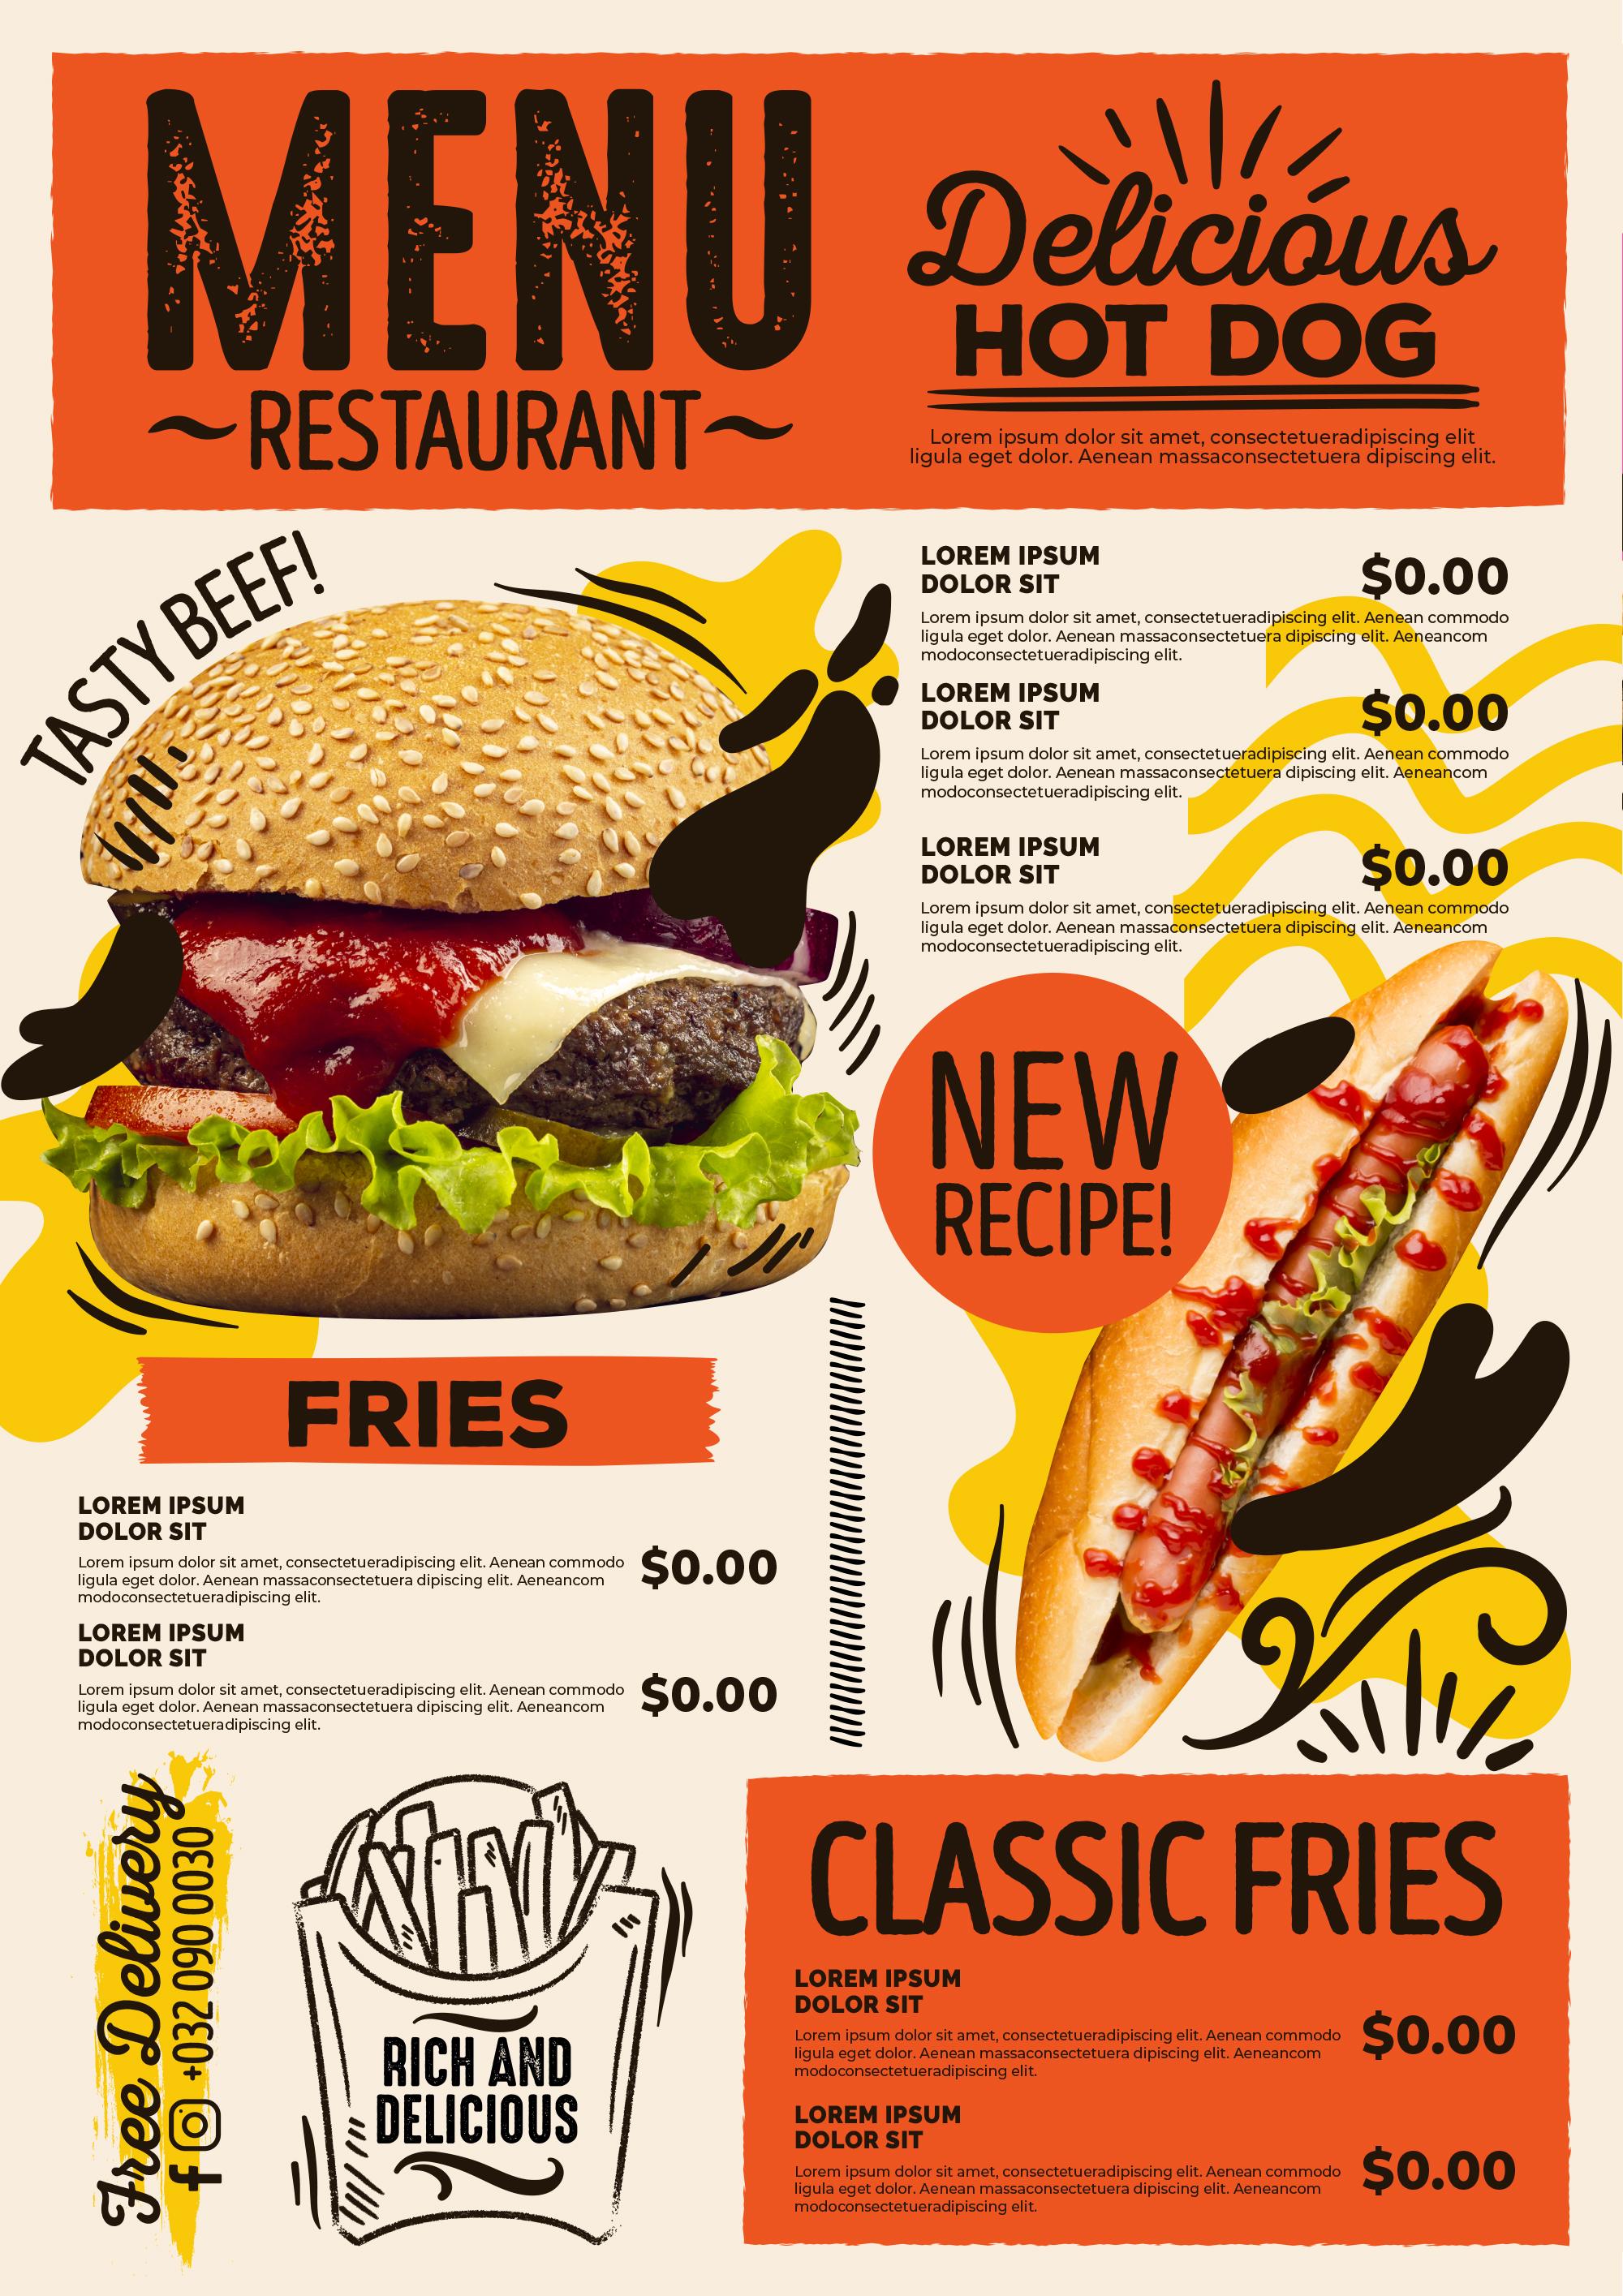 MENU
~RESTAURANT~
Delicious
HOT DOG
Lorem ipsum dolor sit amet, consectetueradipiscing elit
ligula eget dolor. Aenean massaconsectetuera dipiscing elit.
TASTY BEEF!
LOREM IPSUM
DOLOR SIT
$0.00
Lorem ipsum dolor sit amet, consectetueradipiscing elit. Aenean commodo
ligula eget dolor. Aenean massaconsectetuera dipiscing elit. Aeneancom
modoconsectetueradipiscing elit.
LOREM IPSUM
DOLOR SIT
$0.00
Lorem ipsum dolor sit amet, consectetueradipiscing elit. Aenean commodo
ligula eget dolor. Aenean massaconsectetuera dipiscing elit. Aeneancom
modoconsectetueradipiscing elit.
LOREM IPSUM
DOLOR SIT
$0.00
Lorem ipsum dolor sit amet, consectetueradipiscing elit. Aenean commodo
ligula eget dolor. Aenean massaconsectetuera dipiscing elit. Aeneancom
modoconsectetueradipiscing elit.
NEW
RECIPE!
FRIES
LOREM IPSUM
DOLOR SIT
Lorem ipsum dolor sit amet, consectetueradipiscing elit. Aenean commodo
ligula eget dolor. Aenean massaconsectetuera dipiscing elit. Aeneancom
modoconsectetueradipiscing elit.
$0.00
LOREM IPSUM
DOLOR SIT
Lorem ipsum dolor sit amet, consectetueradipiscing elit. Aenean commodo
ligula eget dolor. Aenean massaconsectetuera dipiscing elit. Aeneancom
modoconsectetueradipiscing elit.
$0.00
Free Delivery
+032 090 0030
RICH AND
DELICIOUS
CLASSIC FRIES
LOREM IPSUM
DOLOR SIT
Lorem ipsum dolor sit amet, consectetueradipiscing elit. Aenean commodo
ligula eget dolor. Aenean massaconsectetuera dipiscing elit. Aeneancom
modoconsectetueradipiscing elit.
$0.00
LOREM IPSUM
DOLOR SIT
Lorem ipsum dolor sit amet, consectetueradipiscing elit. Aenean commodo
ligula eget dolor. Aenean massaconsectetuera dipiscing elit. Aeneancom
modoconsectetueradipiscing elit.
$0.00